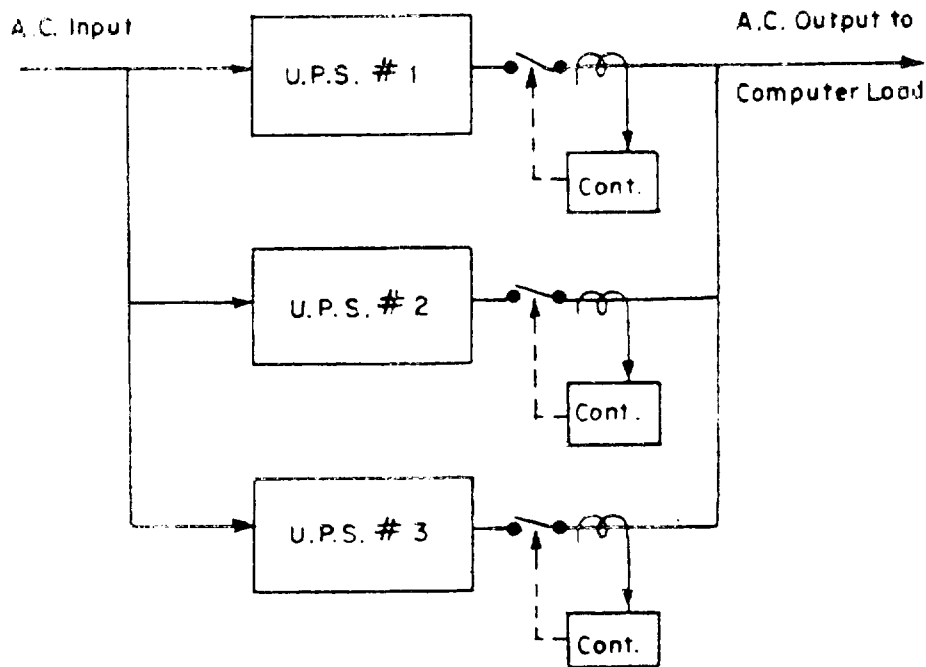 A.C. Input
A.C. Output to
Computer Load
U.P.S. # 1
Cont.
U.P.S. # 2
Cont.
U.P.S. # 3
Cont.